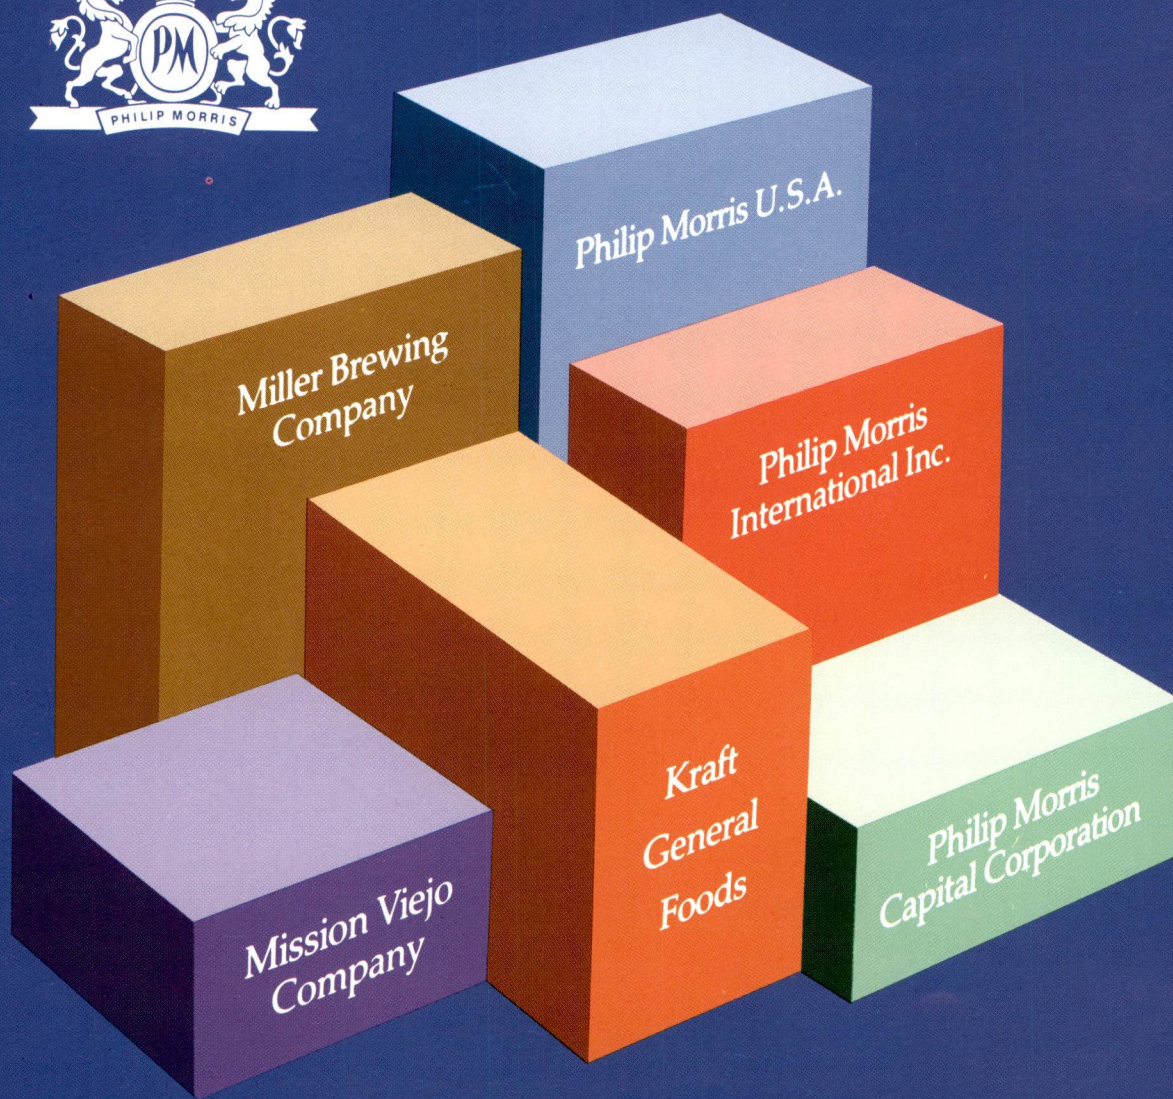 PM
PHILIP MORRIS
Philip Morris U.S.A.
Miller Brewing
Company
Philip Morris
International Inc.
Kraft
General
Foods
Philip Morris
Capital Corporation
Mission Viejo
Company